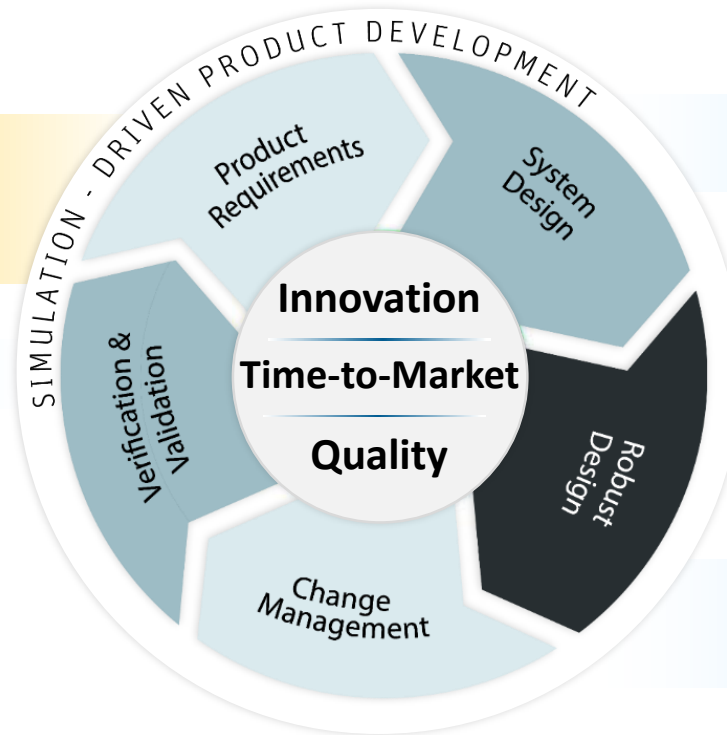 SIMULATION - DRIVEN PRODUCT DEVELOPMENT
Product
Requirements
System
Design
Robust
Design
Change
Management
Verification &
Validation
Innovation
Time-to-Market
Quality